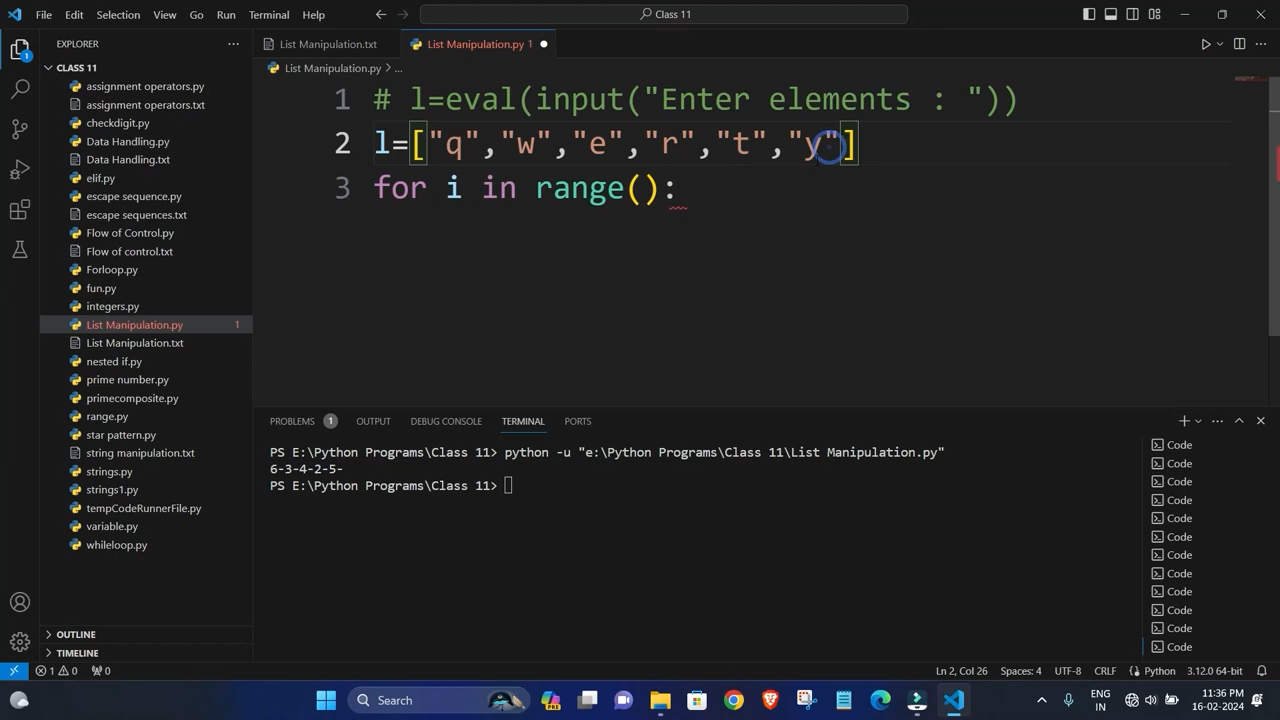 File Edit Selection View Go Run Terminal Help
Class 11
EXPLORER
List Manipulation.txt
List Manipulation.py 1
CLASS 11
List Manipulation.py > ...
assignment operators.py
assignment operators.txt
checkdigit.py
Data Handling.py
Data Handling.txt
elif.py
escape sequence.py
escape sequences.txt
Flow of Control.py
Flow of control.txt
Forloop.py
fun.py
integers.py
List Manipulation.py 1
List Manipulation.txt
nested if.py
prime number.py
primecomposite.py
range.py
star pattern.py
string manipulation.txt
strings.py
strings1.py
tempCodeRunnerFile.py
variable.py
whileloop.py
OUTLINE
TIMELINE
1 # l=eval(input("Enter elements : "))
2 l=["q","w","e","r","t","y"]
3 for i in range():
PROBLEMS 1 OUTPUT DEBUG CONSOLE TERMINAL PORTS
PS E:\Python Programs\Class 11> python -u "e:\Python Programs\Class 11\List Manipulation.py"
6-3-4-2-5-
PS E:\Python Programs\Class 11>
Code
Code
Code
Code
Code
Code
Code
Code
Code
Code
Code
Code
1 0 0
Ln 2, Col 26 Spaces: 4 UTF-8 CRLF Python 3.12.0 64-bit
Search
PRE
ENG
IN
11:36 PM
16-02-2024